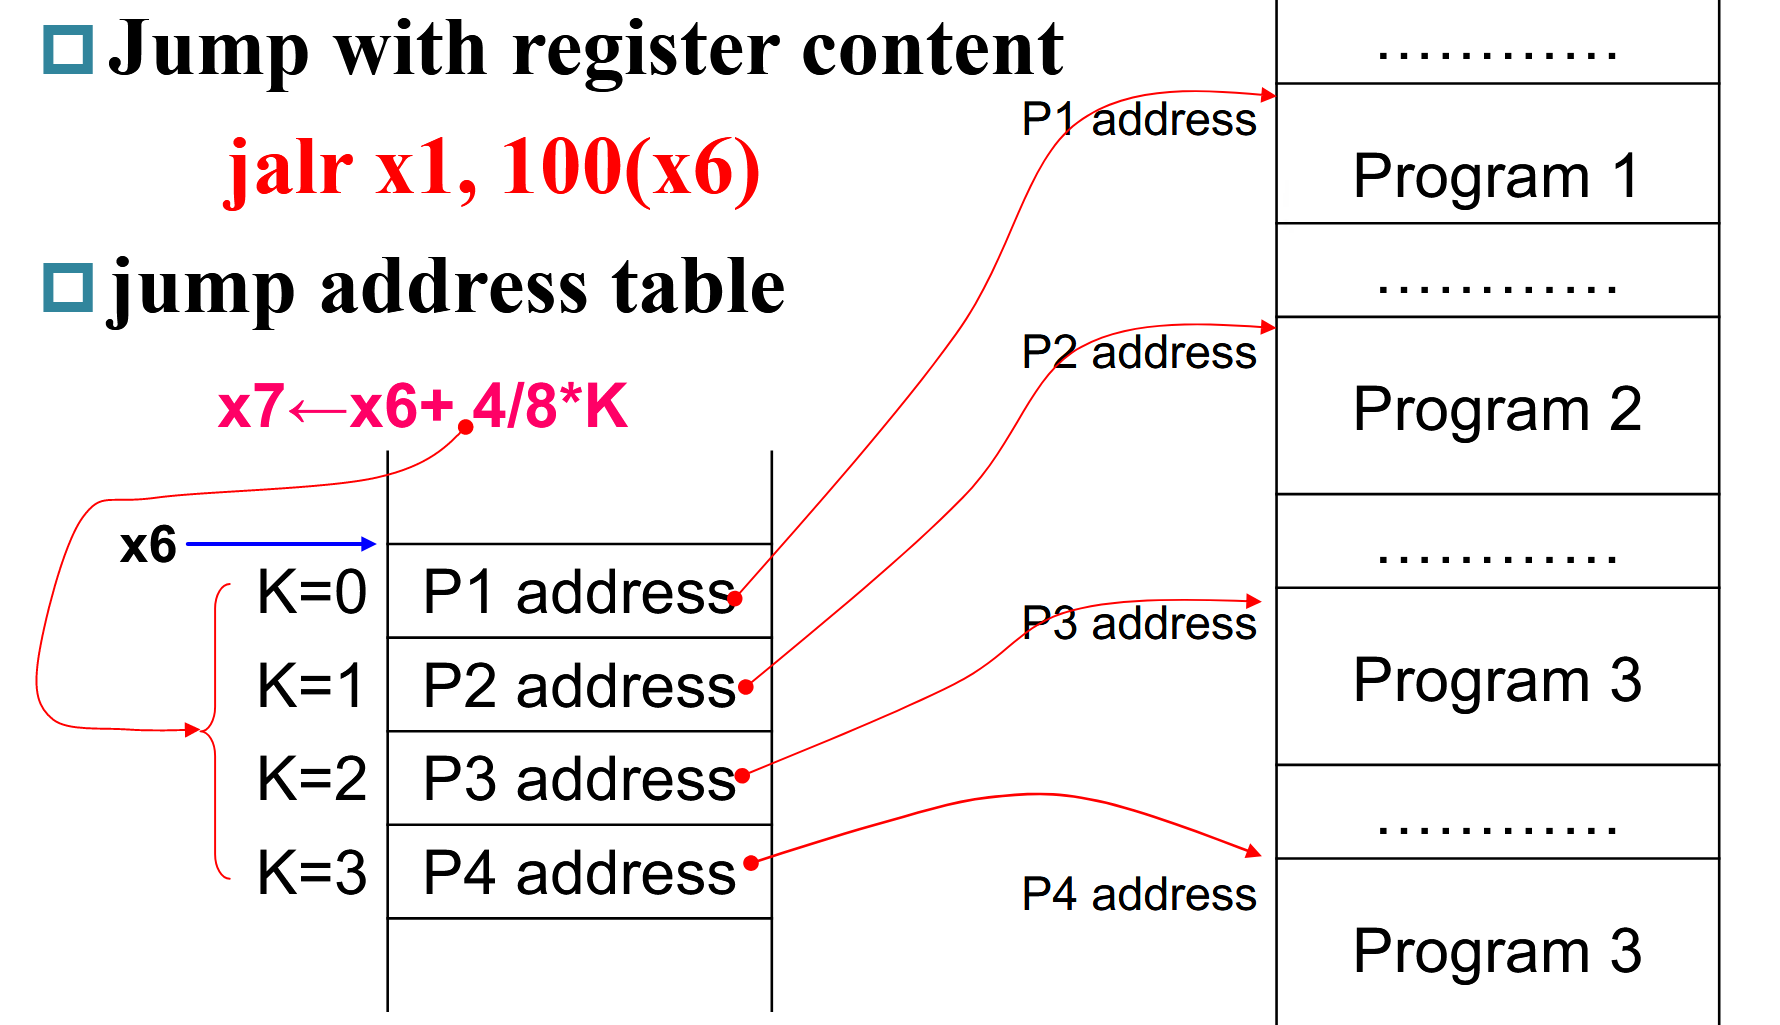 Jump with register content
jalr x1, 100(x6)
jump address table
x7←x6+ 4/8*K
x6
K=0 P1 address
K=1 P2 address
K=2 P3 address
K=3 P4 address
............
P1 address
Program 1
............
P2 address
Program 2
............
P3 address
Program 3
............
P4 address
Program 3